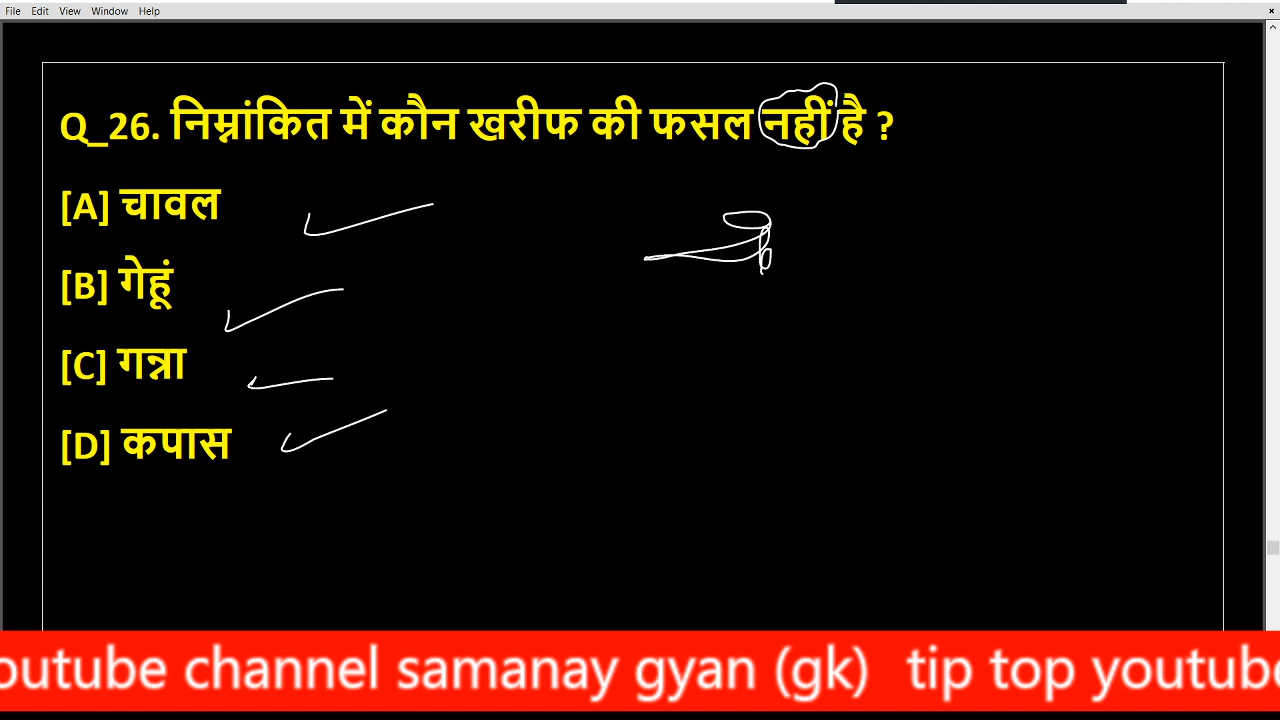 File Edit View Window Help
Q_26. निम्नांकित में कौन खरीफ की फसल नहीं है ?
[A] चावल
[B] गेहूं
[C] गन्ना
[D] कपास
outube channel samanay gyan (gk) tip top youtube